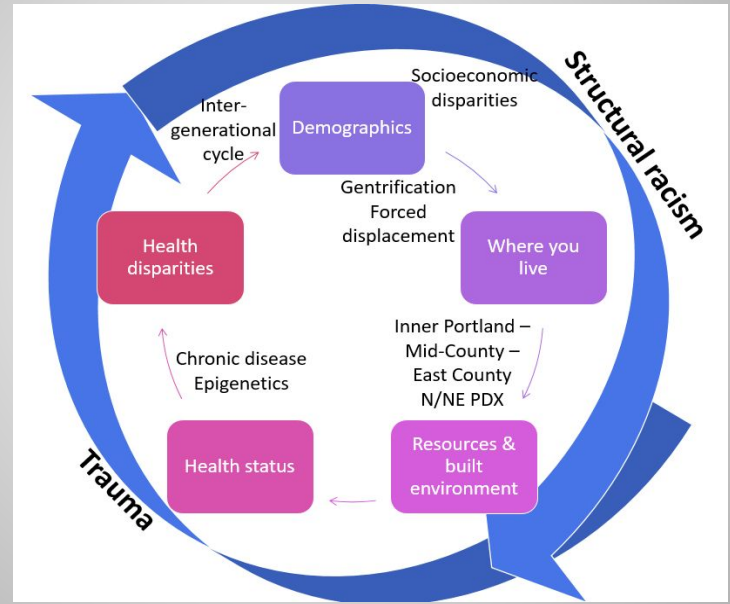 Structural racism
Socioeconomic
disparities
Inter-
generational
cycle
Demographics
Gentrification
Forced
displacement
Where you
live
Inner Portland –
Mid-County –
East County
N/NE PDX
Resources &
built
environment
Health status
Chronic disease
Epigenetics
Health
disparities
Trauma